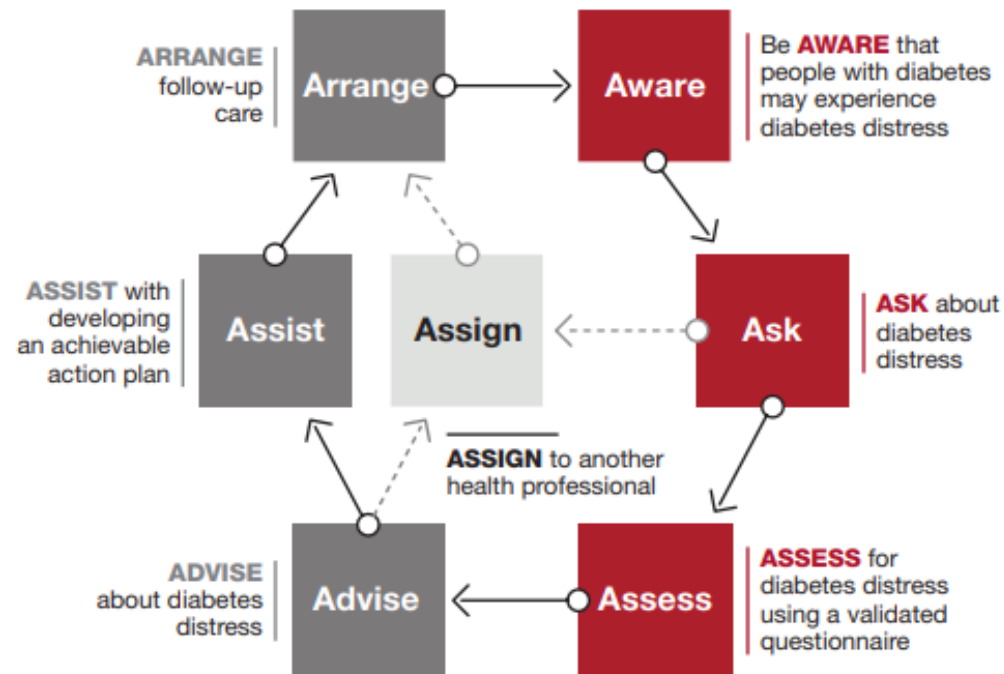 ARRANGE
follow-up
care
Arrange
Aware
Be AWARE that
people with diabetes
may experience
diabetes distress
ASSIST with
developing
an achievable
action plan
Assist
Assign
Ask
ASK about
diabetes
distress
ASSIGN to another
health professional
ADVISE
about diabetes
distress
Advise
Assess
ASSESS for
diabetes distress
using a validated
questionnaire